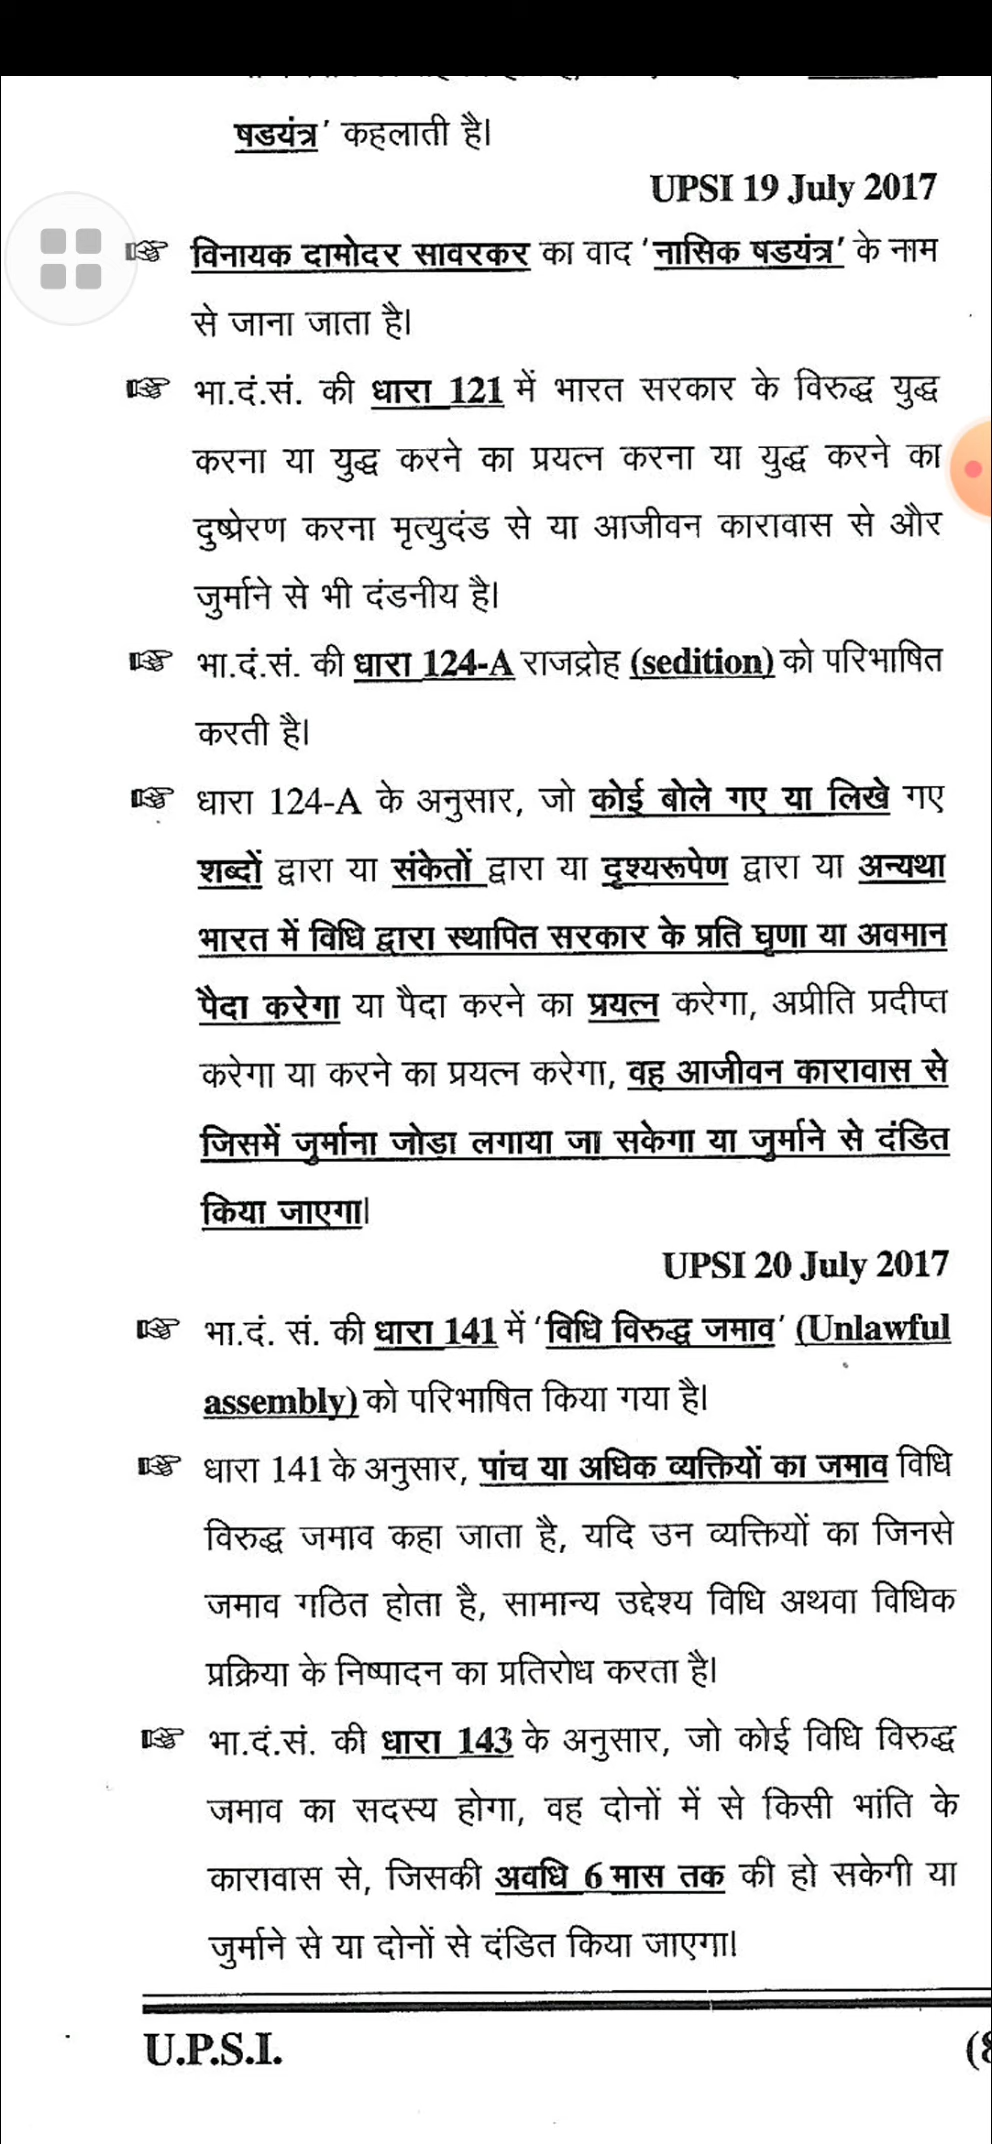 षडयंत्र' कहलाती है।
UPSI 19 July 2017
☞ विनायक दामोदर सावरकर का वाद 'नासिक षडयंत्र' के नाम
से जाना जाता है।
☞ भा.दं.सं. की धारा 121 में भारत सरकार के विरुद्ध युद्ध
करना या युद्ध करने का प्रयत्न करना या युद्ध करने का
दुष्प्रेरण करना मृत्युदंड से या आजीवन कारावास से और
जुर्माने से भी दंडनीय है।
☞ भा.दं.सं. की धारा 124-A राजद्रोह (sedition) को परिभाषित
करती है।
☞ धारा 124-A के अनुसार, जो कोई बोले गए या लिखे गए
शब्दों द्वारा या संकेतों द्वारा या दृश्यरूपेण द्वारा या अन्यथा
भारत में विधि द्वारा स्थापित सरकार के प्रति घृणा या अवमान
पैदा करेगा या पैदा करने का प्रयत्न करेगा, अप्रीति प्रदीप्त
करेगा या करने का प्रयत्न करेगा, वह आजीवन कारावास से
जिसमें जुर्माना जोडा लगाया जा सकेगा या जुर्माने से दंडित
किया जाएगा।
UPSI 20 July 2017
☞ भा.दं. सं. की धारा 141 में 'विधि विरुद्ध जमाव' (Unlawful
assembly) को परिभाषित किया गया है।
☞ धारा 141 के अनुसार, पांच या अधिक व्यक्तियों का जमाव विधि
विरुद्ध जमाव कहा जाता है, यदि उन व्यक्तियों का जिनसे
जमाव गठित होता है, सामान्य उद्देश्य विधि अथवा विधिक
प्रक्रिया के निष्पादन का प्रतिरोध करता है।
☞ भा.दं.सं. की धारा 143 के अनुसार, जो कोई विधि विरुद्ध
जमाव का सदस्य होगा, वह दोनों में से किसी भांति के
कारावास से, जिसकी अवधि 6 मास तक की हो सकेगी या
जुर्माने से या दोनों से दंडित किया जाएगा।
U.P.S.I.